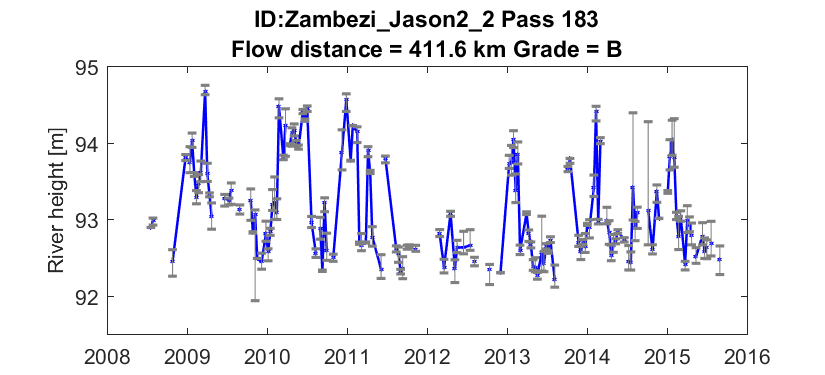 ID:Zambezi_Jason2_2 Pass 183
Flow distance = 411.6 km Grade = B
River height [m]
95
94
93
92
2008 2009 2010 2011 2012 2013 2014 2015 2016